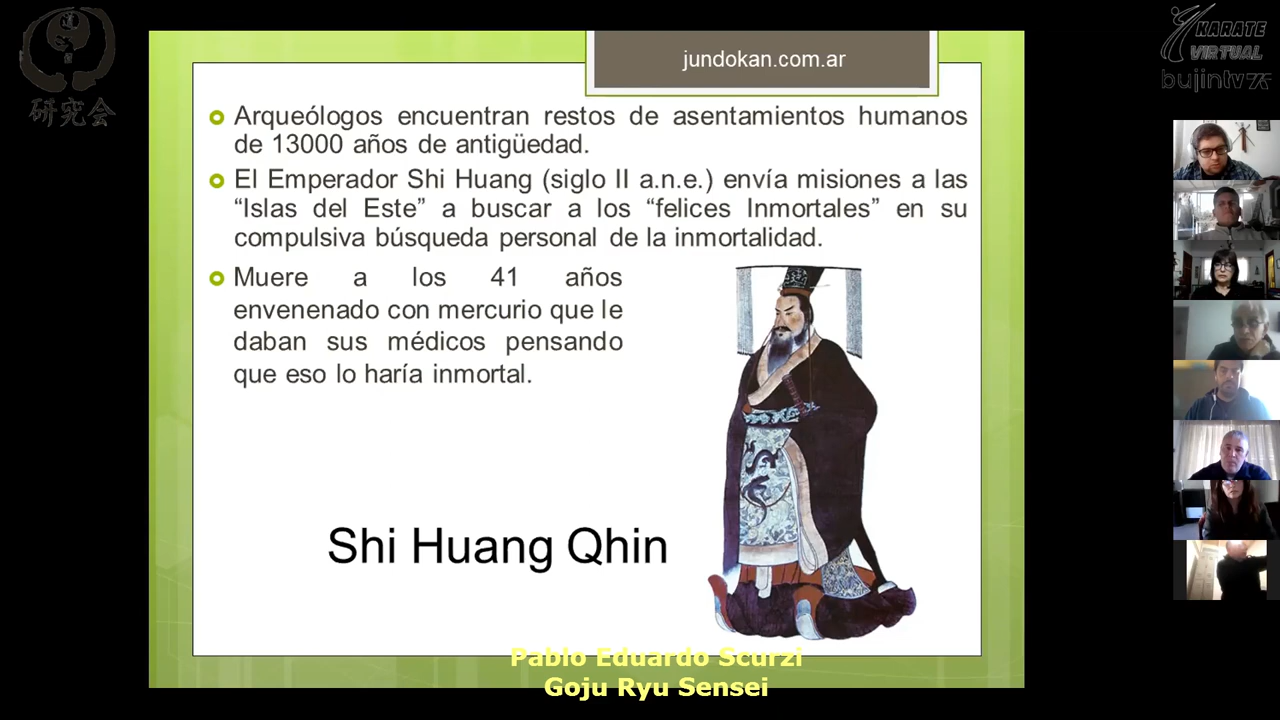 道
研究会
KARATE
VIRTUAL
bujintv
jundokan.com.ar
Arqueólogos encuentran restos de asentamientos humanos
de 13000 años de antigüedad.
El Emperador Shi Huang (siglo II a.n.e.) envía misiones a las
“Islas del Este” a buscar a los “felices Inmortales” en su
compulsiva búsqueda personal de la inmortalidad.
Muere a los 41 años
envenenado con mercurio que le
daban sus médicos pensando
que eso lo haría inmortal.
Shi Huang Qhin
Pablo Eduardo Scurzi
Goju Ryu Sensei